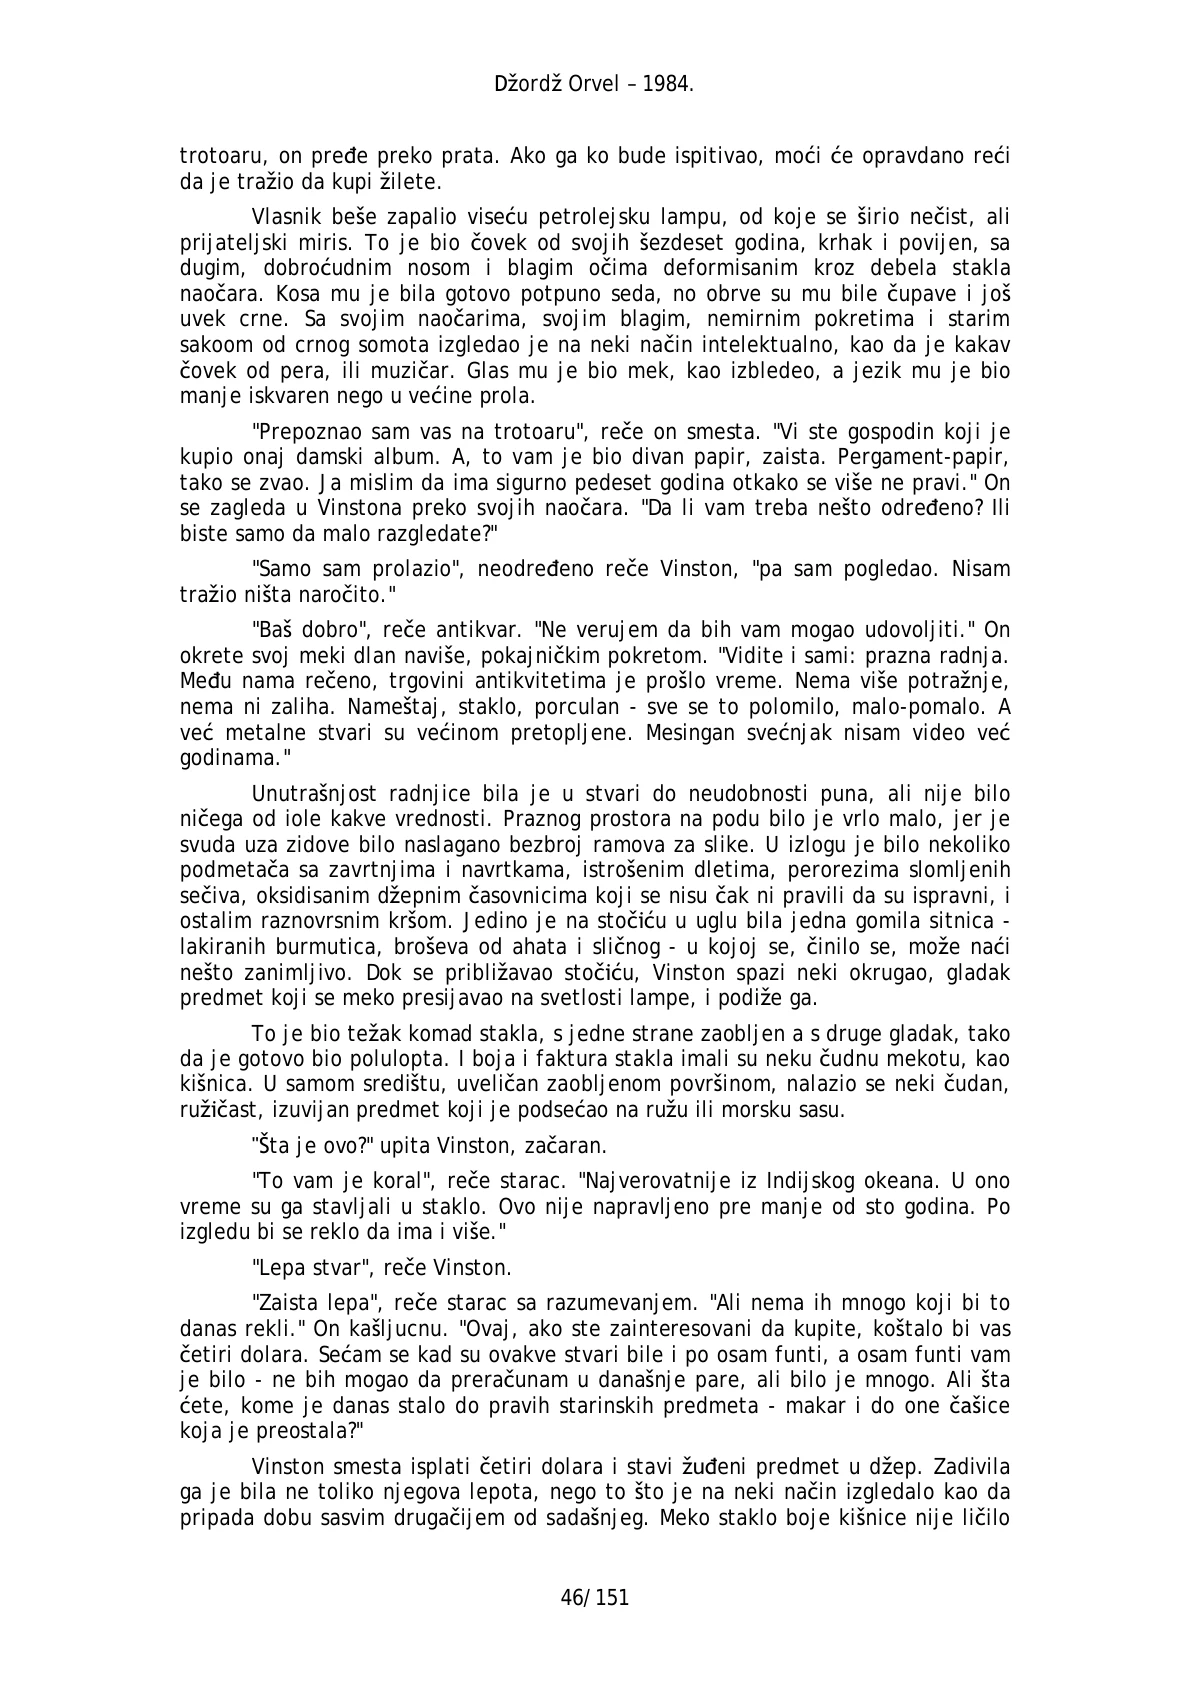 Džordž Orvel – 1984.
trotoaru, on pređe preko prata. Ako ga ko bude ispitivao, moći će opravdano reći
da je tražio da kupi žilete.
Vlasnik beše zapalio viseću petrolejsku lampu, od koje se širio nečist, ali
prijateljski miris. To je bio čovek od svojih šezdeset godina, krhak i povijen, sa
dugim, dobroćudnim nosom i blagim očima deformisanim kroz debela stakla
naočara. Kosa mu je bila gotovo potpuno seda, no obrve su mu bile čupave i još
uvek crne. Sa svojim naočarima, svojim blagim, nemirnim pokretima i starim
sakoom od crnog somota izgledao je na neki način intelektualno, kao da je kakav
čovek od pera, ili muzičar. Glas mu je bio mek, kao izbledeo, a jezik mu je bio
manje iskvaren nego u većine prola.
"Prepoznao sam vas na trotoaru", reče on smesta. "Vi ste gospodin koji je
kupio onaj damski album. A, to vam je bio divan papir, zaista. Pergament-papir,
tako se zvao. Ja mislim da ima sigurno pedeset godina otkako se više ne pravi." On
se zagleda u Vinstona preko svojih naočara. "Da li vam treba nešto određeno? Ili
biste samo da malo razgledate?"
"Samo sam prolazio", neodređeno reče Vinston, "pa sam pogledao. Nisam
tražio ništa naročito."
"Baš dobro", reče antikvar. "Ne verujem da bih vam mogao udovoljiti." On
okrete svoj meki dlan naviše, pokajničkim pokretom. "Vidite i sami: prazna radnja.
Među nama rečeno, trgovini antikvitetima je prošlo vreme. Nema više potražnje,
nema ni zaliha. Nameštaj, staklo, porculan - sve se to polomilo, malo-pomalo. A
već metalne stvari su većinom pretopljene. Mesingan svećnjak nisam video već
godinama."
Unutrašnjost radnjice bila je u stvari do neudobnosti puna, ali nije bilo
ničega od iole kakve vrednosti. Praznog prostora na podu bilo je vrlo malo, jer je
svuda uza zidove bilo naslagano bezbroj ramova za slike. U izlogu je bilo nekoliko
podmetača sa zavrtnjima i navrtkama, istrošenim dletima, perorezima slomljenih
sečiva, oksidisanim džepnim časovnicima koji se nisu čak ni pravili da su ispravni, i
ostalim raznovrsnim kršom. Jedino je na stočiću u uglu bila jedna gomila sitnica -
lakiranih burmutica, broševa od ahata i sličnog - u kojoj se, činilo se, može naći
nešto zanimljivo. Dok se približavao stočiću, Vinston spazi neki okrugao, gladak
predmet koji se meko presijavao na svetlosti lampe, i podiže ga.
To je bio težak komad stakla, s jedne strane zaobljen a s druge gladak, tako
da je gotovo bio polulopta. I boja i faktura stakla imali su neku čudnu mekotu, kao
kišnica. U samom središtu, uveličan zaobljenom površinom, nalazio se neki čudan,
ružičast, izuvijan predmet koji je podsećao na ružu ili morsku sasu.
"Šta je ovo?" upita Vinston, začaran.
"To vam je koral", reče starac. "Najverovatnije iz Indijskog okeana. U ono
vreme su ga stavljali u staklo. Ovo nije napravljeno pre manje od sto godina. Po
izgledu bi se reklo da ima i više."
"Lepa stvar", reče Vinston.
"Zaista lepa", reče starac sa razumevanjem. "Ali nema ih mnogo koji bi to
danas rekli." On kašljucnu. "Ovaj, ako ste zainteresovani da kupite, koštalo bi vas
četiri dolara. Sećam se kad su ovakve stvari bile i po osam funti, a osam funti vam
je bilo - ne bih mogao da preračunam u današnje pare, ali bilo je mnogo. Ali šta
ćete, kome je danas stalo do pravih starinskih predmeta - makar i do one čašice
koja je preostala?"
Vinston smesta isplati četiri dolara i stavi žuđeni predmet u džep. Zadivila
ga je bila ne toliko njegova lepota, nego to što je na neki način izgledalo kao da
pripada dobu sasvim drugačijem od sadašnjeg. Meko staklo boje kišnice nije ličilo
46/151